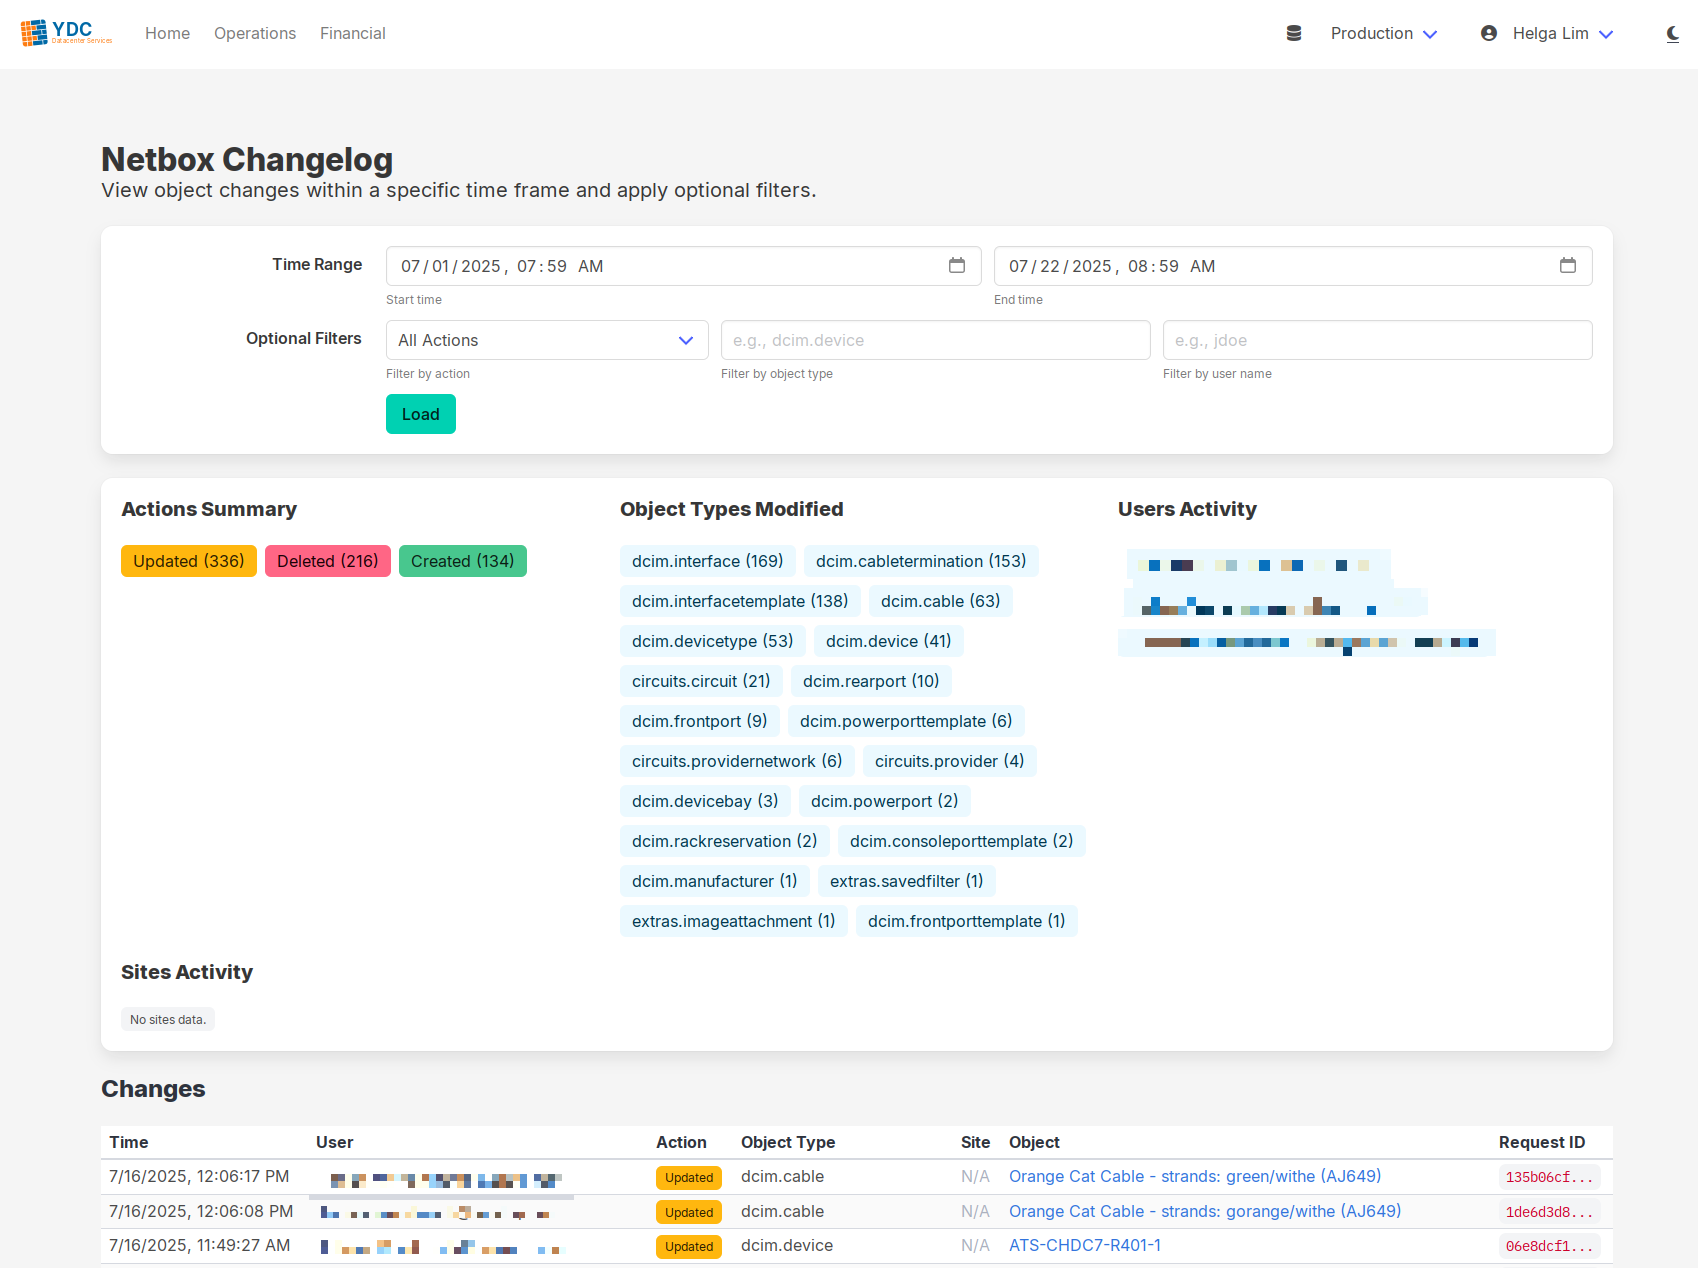 YDC
Datacenter Services
Home Operations Financial Production Helga Lim
Netbox Changelog
View object changes within a specific time frame and apply optional filters.
Time Range 07/01/2025, 07:59 AM 07/22/2025, 08:59 AM
Start time End time
Optional Filters All Actions e.g., dcim.device e.g., jdoe
Filter by action Filter by object type Filter by user name
Load
Actions Summary Object Types Modified Users Activity
Updated (336) Deleted (216) Created (134) dcim.interface (169) dcim.cabletermination (153)
dcim.interfacetemplate (138) dcim.cable (63)
dcim.devicetype (53) dcim.device (41)
circuits.circuit (21) dcim.rearport (10)
dcim.frontport (9) dcim.powerporttemplate (6)
circuits.providernetwork (6) circuits.provider (4)
dcim.devicebay (3) dcim.powerport (2)
dcim.rackreservation (2) dcim.consoleporttemplate (2)
dcim.manufacturer (1) extras.savedfilter (1)
extras.imageattachment (1) dcim.frontporttemplate (1)
Sites Activity
No sites data.
Changes
Time User Action Object Type Site Object Request ID
7/16/2025, 12:06:17 PM Updated dcim.cable N/A Orange Cat Cable - strands: green/withe (AJ649) 135b06cf...
7/16/2025, 12:06:08 PM Updated dcim.cable N/A Orange Cat Cable - strands: gorange/withe (AJ649) 1de6d3d8...
7/16/2025, 11:49:27 AM Updated dcim.device N/A ATS-CHDC7-R401-1 06e8dcf1...